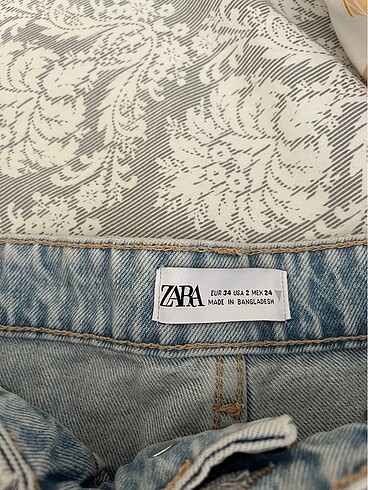 ZARA
EUR 34 USA 2 MEX 24
MADE IN BANGLADESH